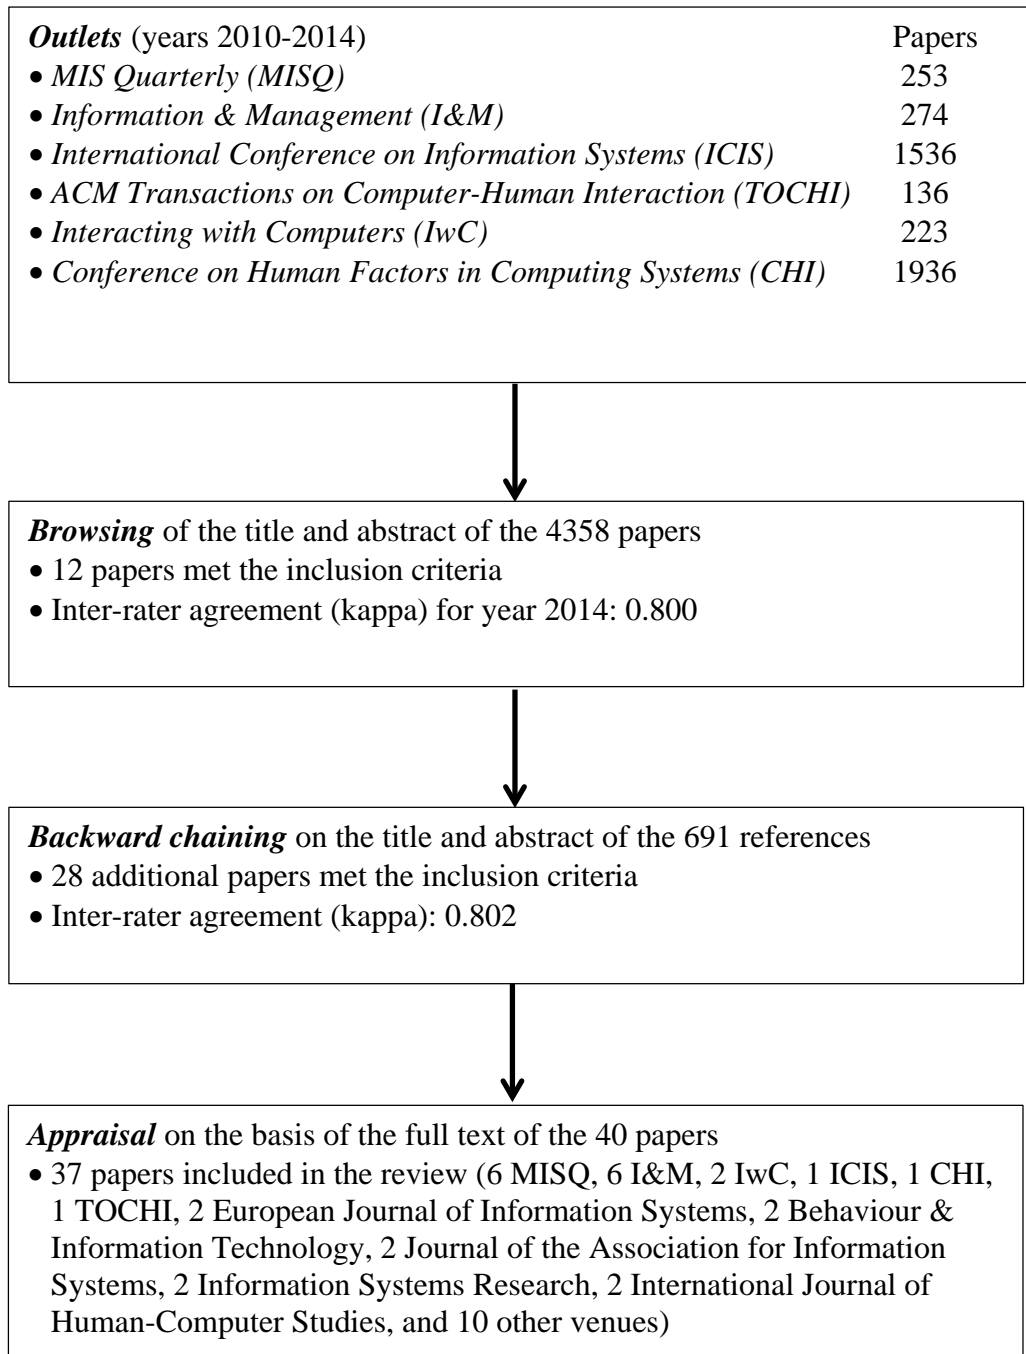 Outlets (years 2010-2014) Papers
• MIS Quarterly (MISQ) 253
• Information & Management (I&M) 274
• International Conference on Information Systems (ICIS) 1536
• ACM Transactions on Computer-Human Interaction (TOCHI) 136
• Interacting with Computers (IwC) 223
• Conference on Human Factors in Computing Systems (CHI) 1936
Browsing of the title and abstract of the 4358 papers
• 12 papers met the inclusion criteria
• Inter-rater agreement (kappa) for year 2014: 0.800
Backward chaining on the title and abstract of the 691 references
• 28 additional papers met the inclusion criteria
• Inter-rater agreement (kappa): 0.802
Appraisal on the basis of the full text of the 40 papers
• 37 papers included in the review (6 MISQ, 6 I&M, 2 IwC, 1 ICIS, 1 CHI,
1 TOCHI, 2 European Journal of Information Systems, 2 Behaviour &
Information Technology, 2 Journal of the Association for Information
Systems, 2 Information Systems Research, 2 International Journal of
Human-Computer Studies, and 10 other venues)